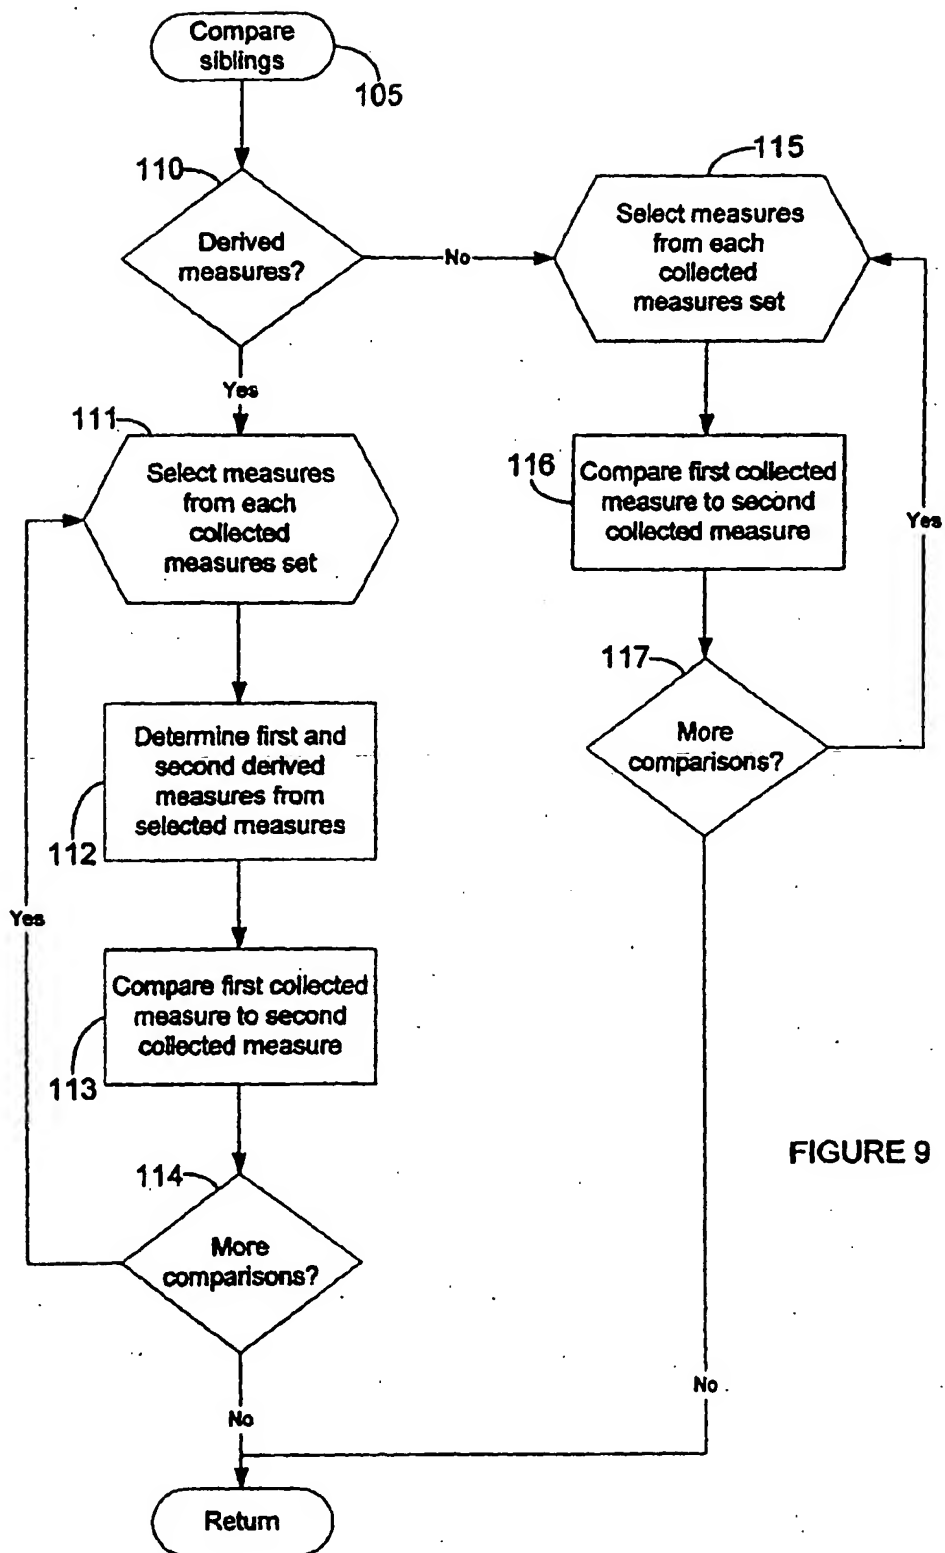 Compare
siblings
105
110
Derived
measures?
No
115
Select measures
from each
collected
measures set
Yes
111
Select measures
from each
collected
measures set
116
Compare first collected
measure to second
collected measure
Yes
117
More
comparisons?
Determine first and
second derived
measures from
selected measures
112
Yes
Compare first collected
measure to second
collected measure
113
FIGURE 9
114
More
comparisons?
No
No
Return